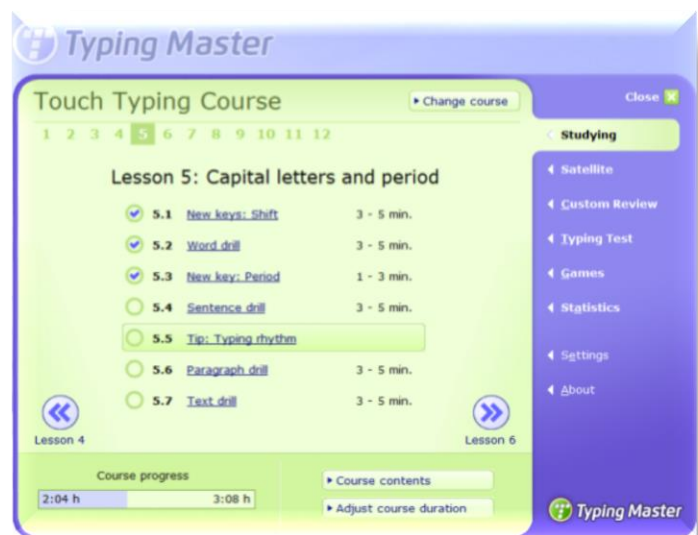 Typing Master
Touch Typing Course
Change course
1 2 3 4 5 6 7 8 9 10 11 12
Lesson 5: Capital letters and period
5.1 New keys: Shift 3 - 5 min.
5.2 Word drill 3 - 5 min.
5.3 New key: Period 1 - 3 min.
5.4 Sentence drill 3 - 5 min.
5.5 Tip: Typing rhythm
5.6 Paragraph drill 3 - 5 min.
5.7 Text drill 3 - 5 min.
Lesson 4
Lesson 6
Course progress
2:04 h 3:08 h
Course contents
Adjust course duration
Close
Studying
Satellite
Custom Review
Typing Test
Games
Statistics
Settings
About
Typing Master